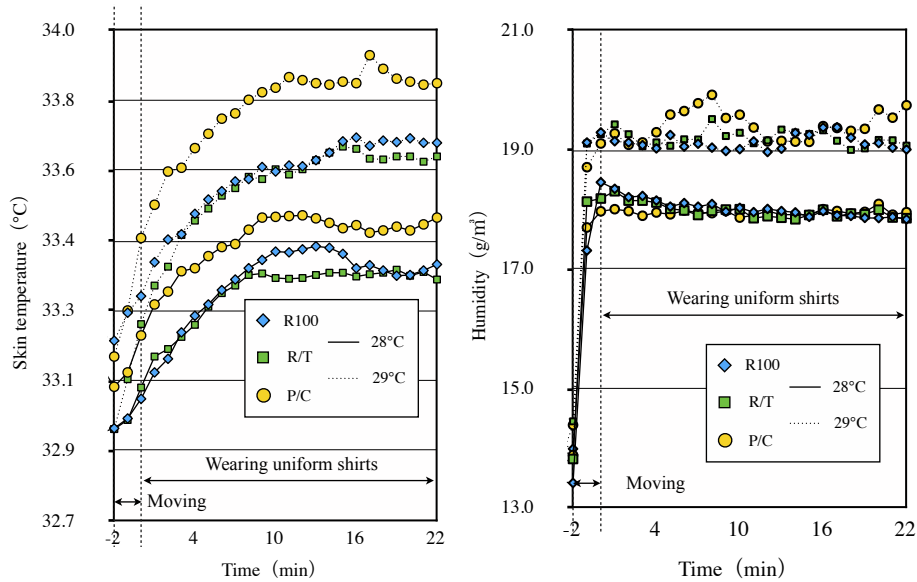 34.0
33.8
33.6
33.4
33.3
33.1
32.9
32.7
Skin temperature (°C)
-2
4
10
16
22
Time (min)
R100
R/T
P/C
28°C
29°C
Wearing uniform shirts
Moving
21.0
19.0
17.0
15.0
13.0
Humidity (g/m³)
-2
4
10
16
22
Time (min)
Wearing uniform shirts
R100
R/T
P/C
28°C
29°C
Moving